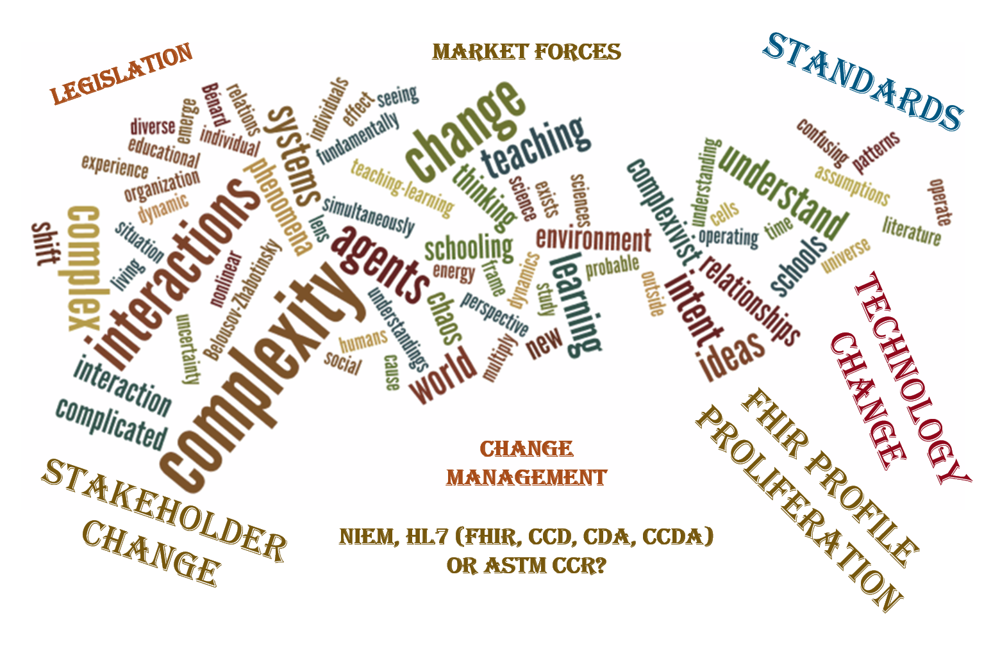 LEGISLATION
MARKET FORCES
STANDARDS
Bénard
relations
individuals
effect
seeing
change
emerge
diverse
individual
systems
fundamentally
teaching
educational
experience
organization
dynamic
phenomena
teaching-learning
thinking
science
exists
sciences
complexivist
understanding
understand
confusing
patterns
assumptions
operate
cells
time
operating
literature
shift
complex
situation
living
interactions
lens
simultaneously
agents
schooling
environment
energy
frame
dynamics
study
learning
probable
outside
relationships
schools
universe
nonlinear
Belousov-Zhabotinsky
uncertainty
complexity
understandings
chaos
perspective
humans
social
cause
world
multiply
new
intent
ideas
interaction
complicated
TECHNOLOGY
CHANGE
FHIR PROFILE
PROLIFERATION
STAKEHOLDER
CHANGE
CHANGE
MANAGEMENT
NIEM, HL7 (FHIR, CCD, CDA, CCDA)
OR ASTM CCR?